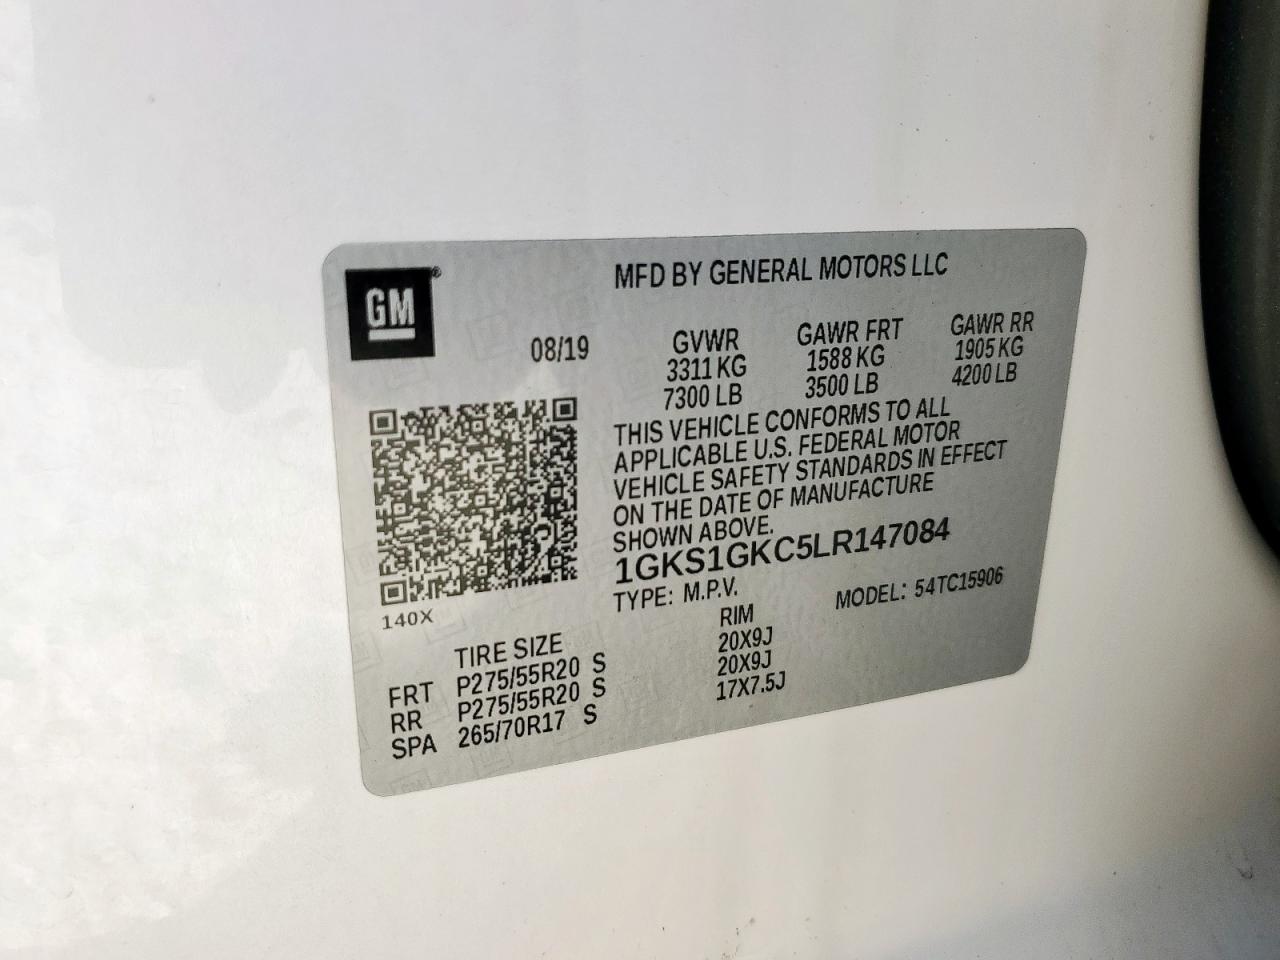 GM®
MFD BY GENERAL MOTORS LLC
08/19
GVWR GAWR FRT GAWR RR
3311 KG 1588 KG 1905 KG
7300 LB 3500 LB 4200 LB
THIS VEHICLE CONFORMS TO ALL
APPLICABLE U.S. FEDERAL MOTOR
VEHICLE SAFETY STANDARDS IN EFFECT
ON THE DATE OF MANUFACTURE
SHOWN ABOVE.
1GKS1GKC5LR147084
TYPE: M.P.V. MODEL: 54TC15906
140X
TIRE SIZE RIM
FRT P275/55R20 S 20X9J
RR P275/55R20 S 20X9J
SPA 265/70R17 S 17X7.5J